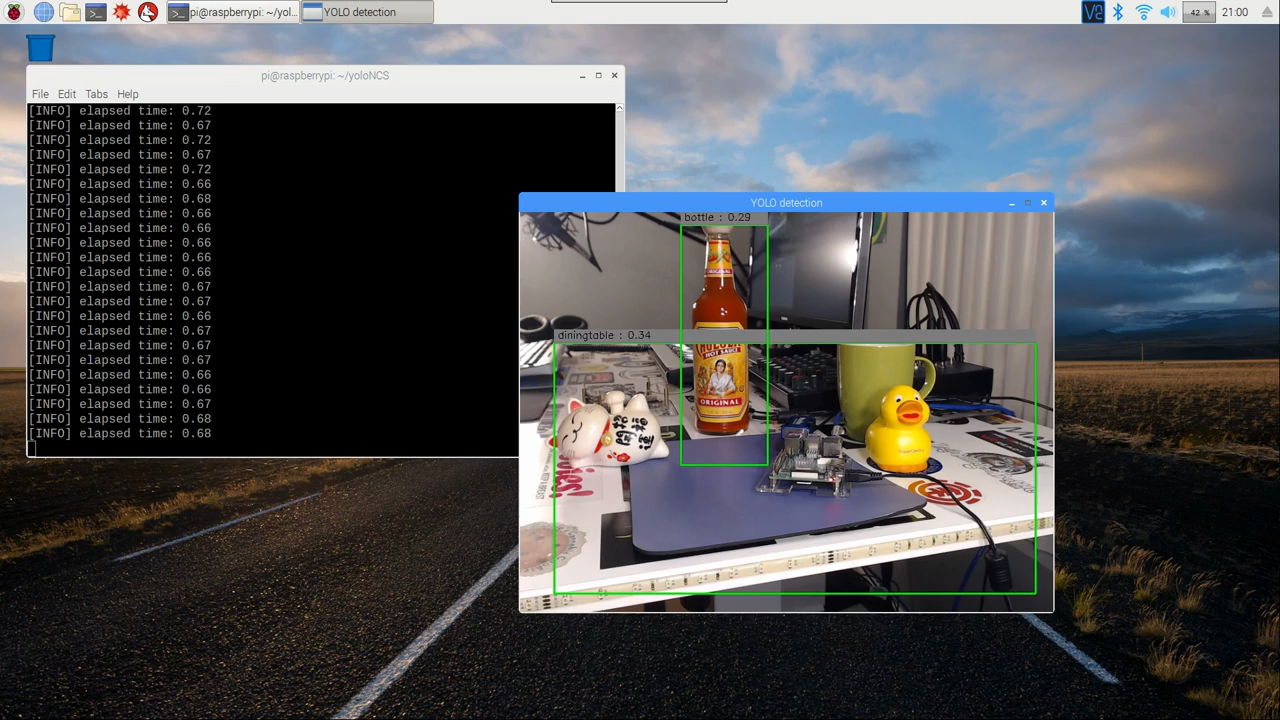 pi@raspberrypi: ~/yol...
YOLO detection
42 %
21:00
pi@raspberrypi: ~/yoloNCS
File Edit Tabs Help
[INFO] elapsed time: 0.72
[INFO] elapsed time: 0.67
[INFO] elapsed time: 0.72
[INFO] elapsed time: 0.67
[INFO] elapsed time: 0.72
[INFO] elapsed time: 0.66
[INFO] elapsed time: 0.68
[INFO] elapsed time: 0.66
[INFO] elapsed time: 0.66
[INFO] elapsed time: 0.66
[INFO] elapsed time: 0.66
[INFO] elapsed time: 0.66
[INFO] elapsed time: 0.67
[INFO] elapsed time: 0.67
[INFO] elapsed time: 0.66
[INFO] elapsed time: 0.67
[INFO] elapsed time: 0.67
[INFO] elapsed time: 0.67
[INFO] elapsed time: 0.66
[INFO] elapsed time: 0.66
[INFO] elapsed time: 0.67
[INFO] elapsed time: 0.68
[INFO] elapsed time: 0.68
YOLO detection
bottle : 0.29
ORIGINAL
diningtable : 0.34
HOT SAUCE
ORIGINAL